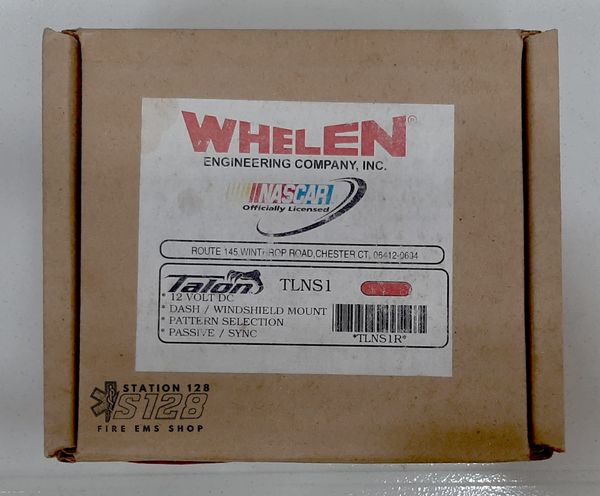 WHELEN®
ENGINEERING COMPANY, INC.
NASCAR
Officially Licensed
ROUTE 145, WINTHROP ROAD, CHESTER CT. 06412-0684
Talon TLNS1
* 12 VOLT DC
* DASH / WINDSHIELD MOUNT
* PATTERN SELECTION
* PASSIVE / SYNC
*TLNS1R*
STATION 128
S128
FIRE EMS SHOP